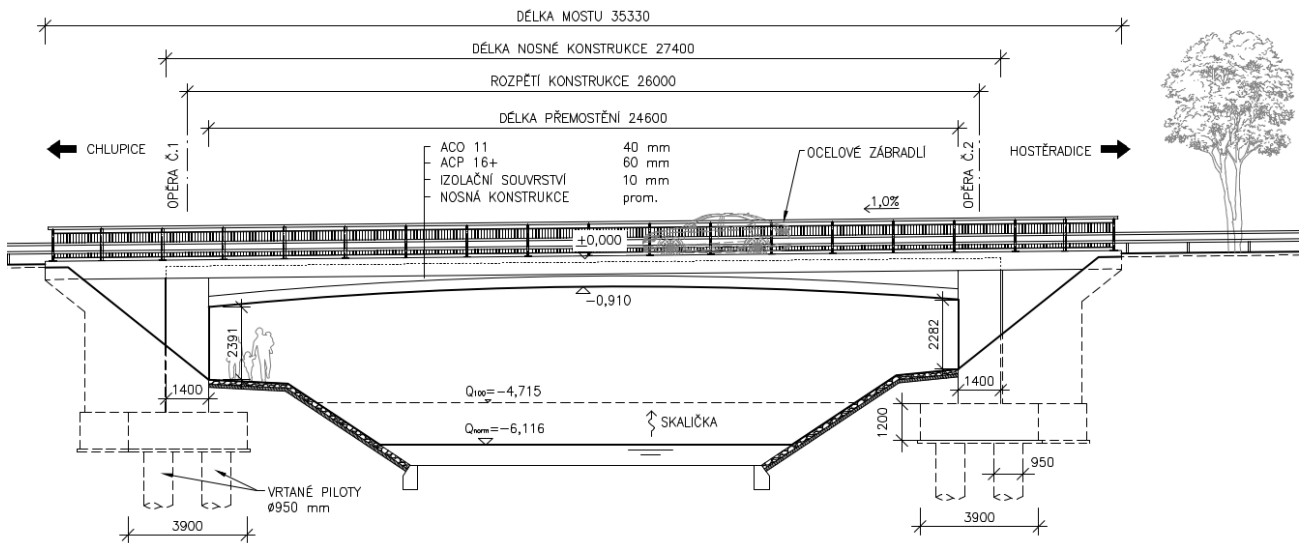 DÉLKA MOSTU 35330
DÉLKA NOSNÉ KONSTRUKCE 27400
ROZPĚTÍ KONSTRUKCE 26000
DÉLKA PŘEMOSTĚNÍ 24600
CHLUPICE
OPĚRA Č.1
ACO 11 40 mm
ACP 16+ 60 mm
IZOLAČNÍ SOUVRSTVÍ 10 mm
NOSNÁ KONSTRUKCE prom.
OCELOVÉ ZÁBRADLÍ
OPĚRA Č.2
HOSTĚRADICE
1,0%
±0,000
-0,910
2391
2282
1400
1400
Q100=-4,715
SKALIČKA
Qnorm=-6,116
1200
950
VRTANÉ PILOTY
ø950 mm
3900
3900